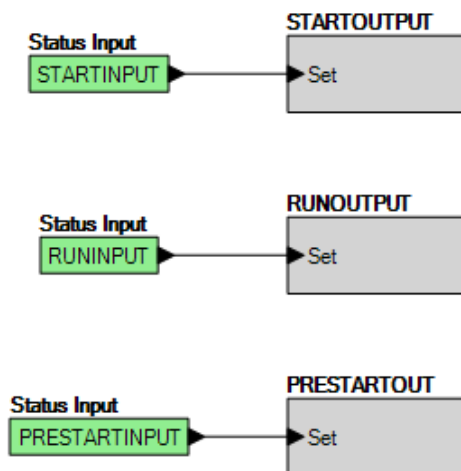 STARTOUTPUT
Status Input
STARTINPUT
Set
RUNOUTPUT
Status Input
RUNINPUT
Set
PRESTARTOUT
Status Input
PRESTARTINPUT
Set